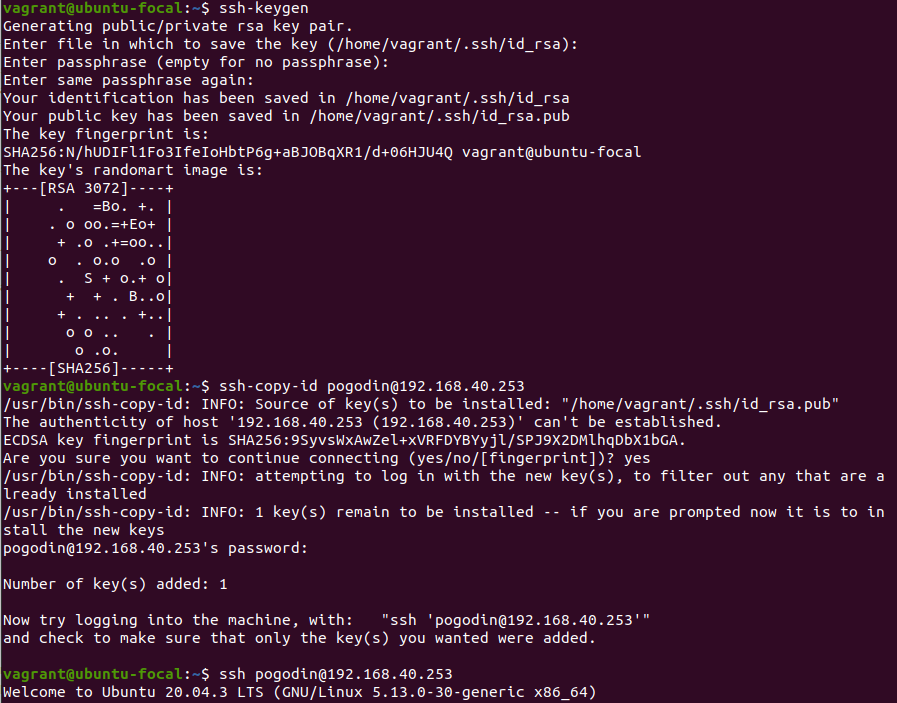 vagrant@ubuntu-focal:~$ ssh-keygen
Generating public/private rsa key pair.
Enter file in which to save the key (/home/vagrant/.ssh/id_rsa):
Enter passphrase (empty for no passphrase):
Enter same passphrase again:
Your identification has been saved in /home/vagrant/.ssh/id_rsa
Your public key has been saved in /home/vagrant/.ssh/id_rsa.pub
The key fingerprint is:
SHA256:N/hUDIFl1Fo3IfeIoHbtP6g+aBJOBqXR1/d+06HJU4Q vagrant@ubuntu-focal
The key's randomart image is:
+---[RSA 3072]----+
|     .   =Bo. +. |
|    . o oo.=+Eo+ |
|     + .o .+=oo..|
|    o  . o.o  .o |
|     .  S + o.+ o|
|      +  + . B..o|
|     + . .. . +..|
|      o o ..   . |
|       o .o.     |
+----[SHA256]-----+
vagrant@ubuntu-focal:~$ ssh-copy-id pogodin@192.168.40.253
/usr/bin/ssh-copy-id: INFO: Source of key(s) to be installed: "/home/vagrant/.ssh/id_rsa.pub"
The authenticity of host '192.168.40.253 (192.168.40.253)' can't be established.
ECDSA key fingerprint is SHA256:9SyvsWxAwZel+xVRFDYBYyjl/SPJ9X2DMlhqDbX1bGA.
Are you sure you want to continue connecting (yes/no/[fingerprint])? yes
/usr/bin/ssh-copy-id: INFO: attempting to log in with the new key(s), to filter out any that are a
lready installed
/usr/bin/ssh-copy-id: INFO: 1 key(s) remain to be installed -- if you are prompted now it is to in
stall the new keys
pogodin@192.168.40.253's password:

Number of key(s) added: 1

Now try logging into the machine, with:   "ssh 'pogodin@192.168.40.253'"
and check to make sure that only the key(s) you wanted were added.

vagrant@ubuntu-focal:~$ ssh pogodin@192.168.40.253
Welcome to Ubuntu 20.04.3 LTS (GNU/Linux 5.13.0-30-generic x86_64)